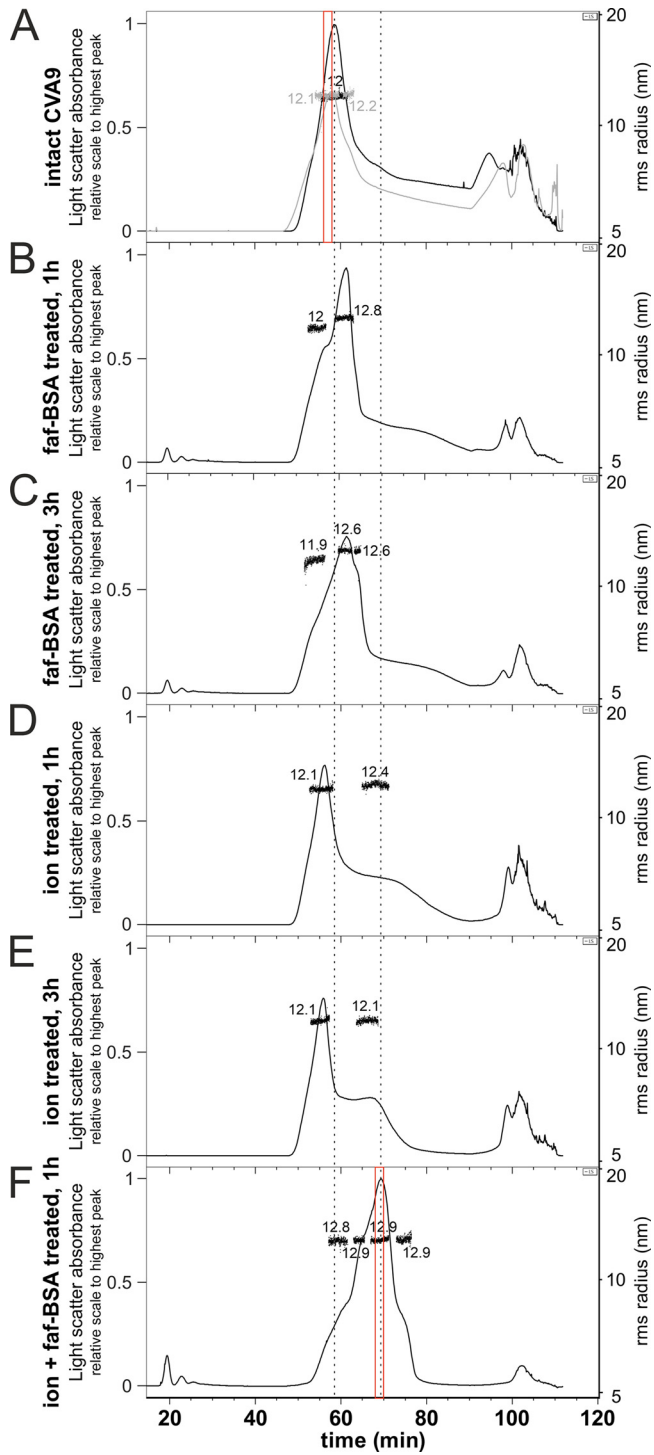 A
intact CVA9
Light scatter absorbance
relative scale to highest peak
1
0.5
0
12.1
12
12.2
~LS
20
10
5
rms radius (nm)
B
faf-BSA treated, 1h
Light scatter absorbance
relative scale to highest peak
1
0.5
0
12
12.8
~LS
20
10
5
rms radius (nm)
C
faf-BSA treated, 3h
Light scatter absorbance
relative scale to highest peak
1
0.5
0
11.9
12.6
12.6
~LS
20
10
5
rms radius (nm)
D
ion treated, 1h
Light scatter absorbance
relative scale to highest peak
1
0.5
0
12.1
12.4
~LS
20
10
5
rms radius (nm)
E
ion treated, 3h
Light scatter absorbance
relative scale to highest peak
1
0.5
0
12.1
12.1
~LS
20
10
5
rms radius (nm)
F
ion + faf-BSA treated, 1h
Light scatter absorbance
relative scale to highest peak
1
0.5
0
12.8
12.9
12.9
12.9
~LS
20
10
5
rms radius (nm)
20 40 60 80 100 120
time (min)